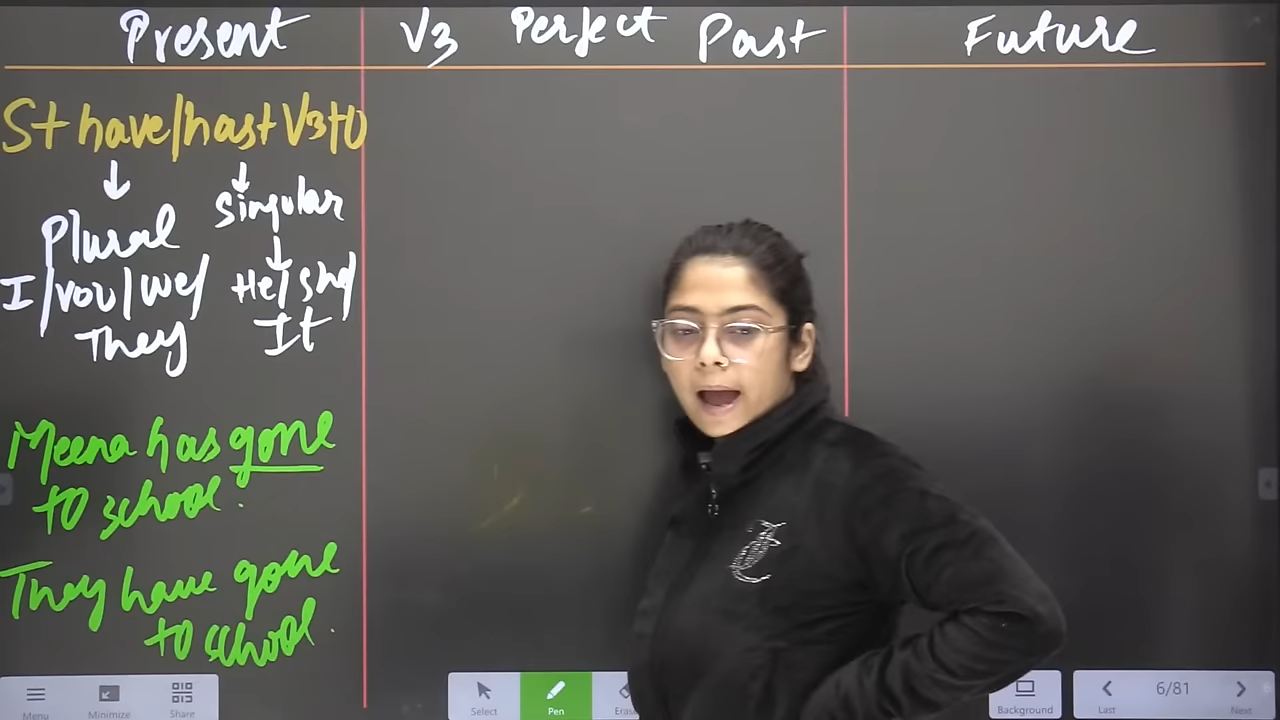 Present V3 Perfect Past Future
S+have/has+V3+O
Plural Singular
I/You/We/ He/She/
They It
Meena has gone
to school.
They have gone
to school.
Menu Minimize Share Select Pen Eras Background Last 6/81 Next